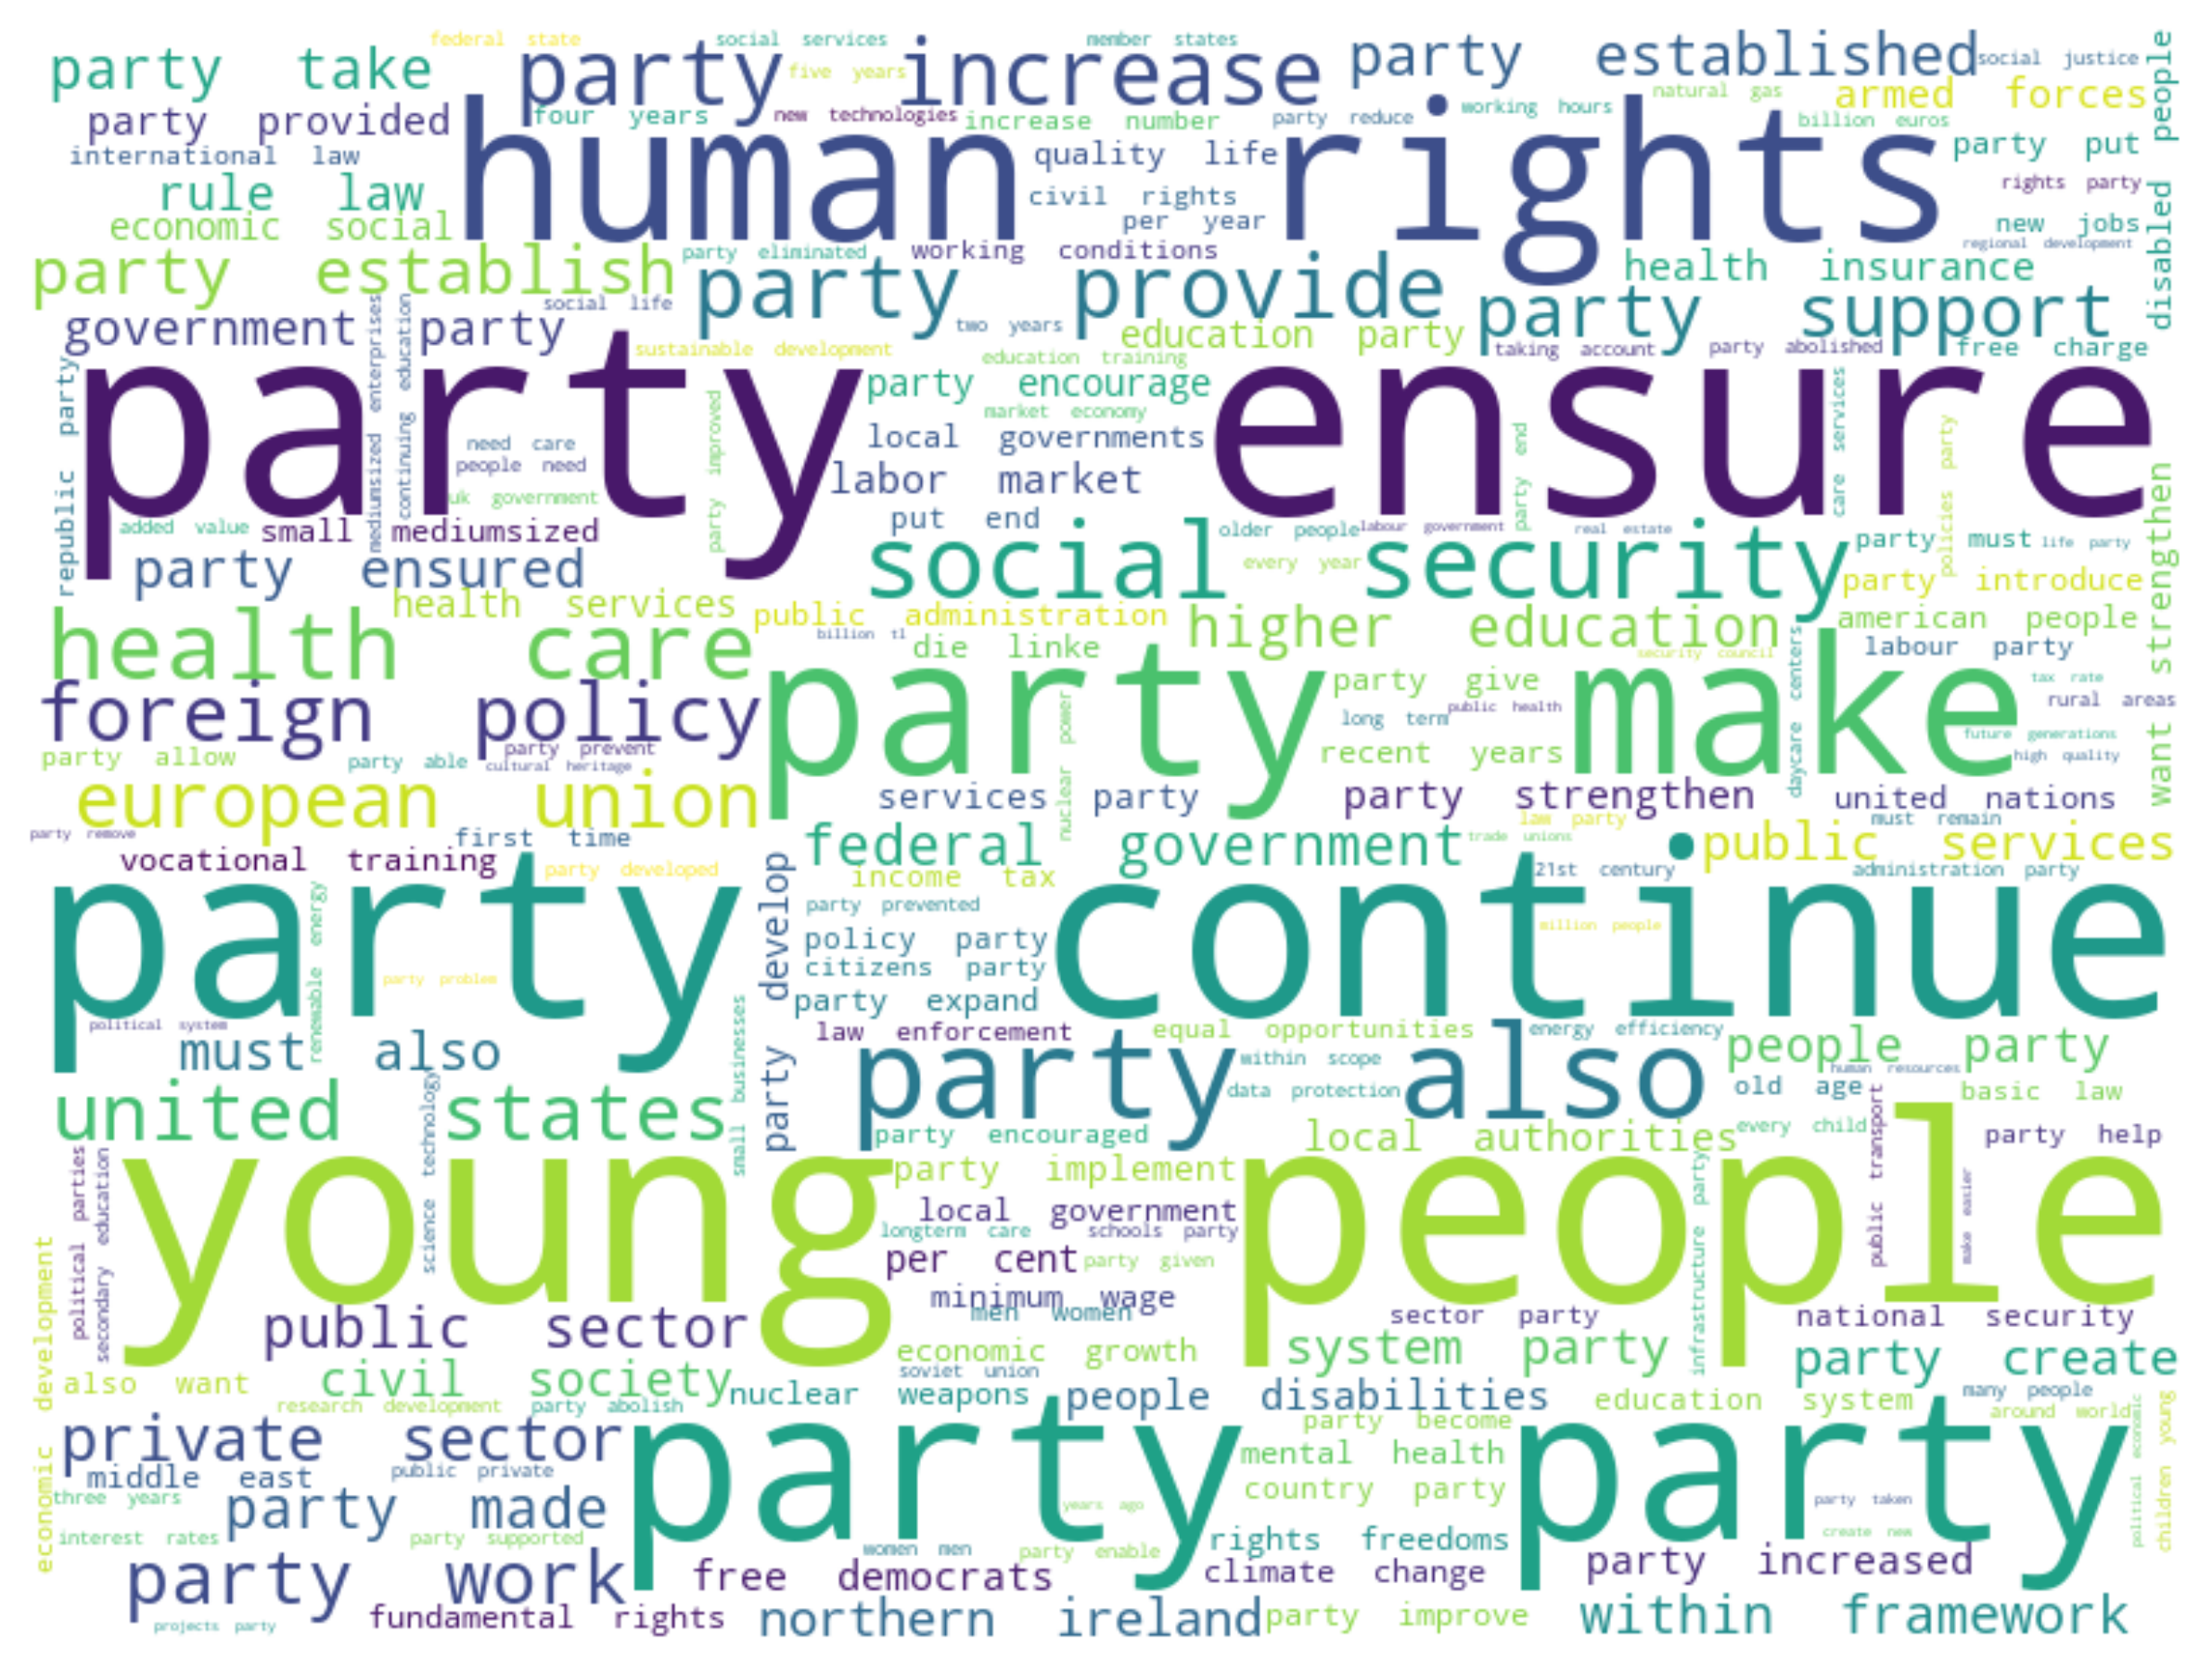 federal state
social services
member states
party take
party increase
five years
party established
social justice
disabled people
party provided
four years
new technologies
increase number
party reduce
working hours
natural gas
armed forces
billion euros
international law
human rights
quality life
party put
rule law
civil rights
rights party
economic social
per year
new jobs
party eliminated
working conditions
regional development
party establish
party provide
health insurance
social life
party support
government party
two years
education party
mediumsized enterprises
continuing education
sustainable development
education training
taking account
party abolished
free charge
republic party
party ensure
party encourage
market economy
care services
party improved
need care
local governments
people need
labor market
party end
policies party
uk government
want strengthen
added value
small mediumsized
put end
older people
labour government
real estate
party ensured
social security
every year
party must
life party
party introduce
health services
public administration
american people
health care
billion tl
higher education
die linke
security council
labour party
daycare centers
foreign policy
party make
party give
tax rate
public health
rural areas
long term
party prevent
recent years
future generations
party allow
party able
cultural heritage
high quality
nuclear power
european union
services party
party strengthen
united nations
party remove
first time
law party
must remain
federal government
trade unions
public services
vocational training
party developed
income tax
21st century
administration party
party continue
party develop
renewable energy
party prevented
million people
policy party
citizens party
party problem
party expand
political system
law enforcement
equal opportunities
energy efficiency
must also
party also
within scope
people party
human resources
small businesses
data protection
old age
basic law
united states
science technology
party encouraged
local authorities
every child
public transport
party help
political parties
secondary education
young people
party implement
infrastructure party
make easier
local government
longterm care
schools party
per cent
party given
economic development
minimum wage
men women
public sector
sector party
national security
economic growth
system party
party create
soviet union
civil society
also want
nuclear weapons
people disabilities
education system
many people
research development
party abolish
around world
political economic
children young
party become
private sector
party party
mental health
middle east
public private
country party
three years
party made
years ago
party taken
interest rates
party supported
rights freedoms
create new
women men
party enable
party work
free democrats
climate change
party increased
projects party
fundamental rights
northern ireland
party improve
within framework